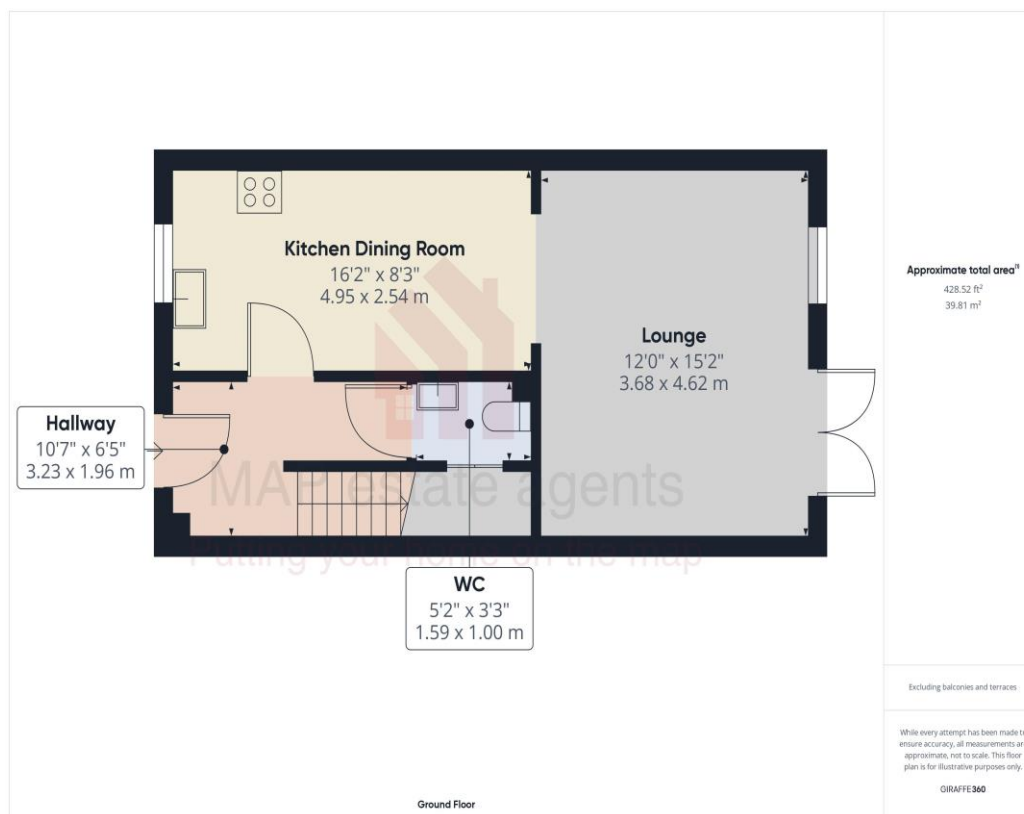 Kitchen Dining Room
16'2" x 8'3"
4.95 x 2.54 m
Lounge
12'0" x 15'2"
3.68 x 4.62 m
Hallway
10'7" x 6'5"
3.23 x 1.96 m
MAP estate agents
Putting your home on the map
WC
5'2" x 3'3"
1.59 x 1.00 m
Ground Floor
Approximate total area⁽¹⁾
428.52 ft²
39.81 m²
Excluding balconies and terraces
While every attempt has been made to
ensure accuracy, all measurements are
approximate, not to scale. This floor
plan is for illustrative purposes only.
GIRAFFE360